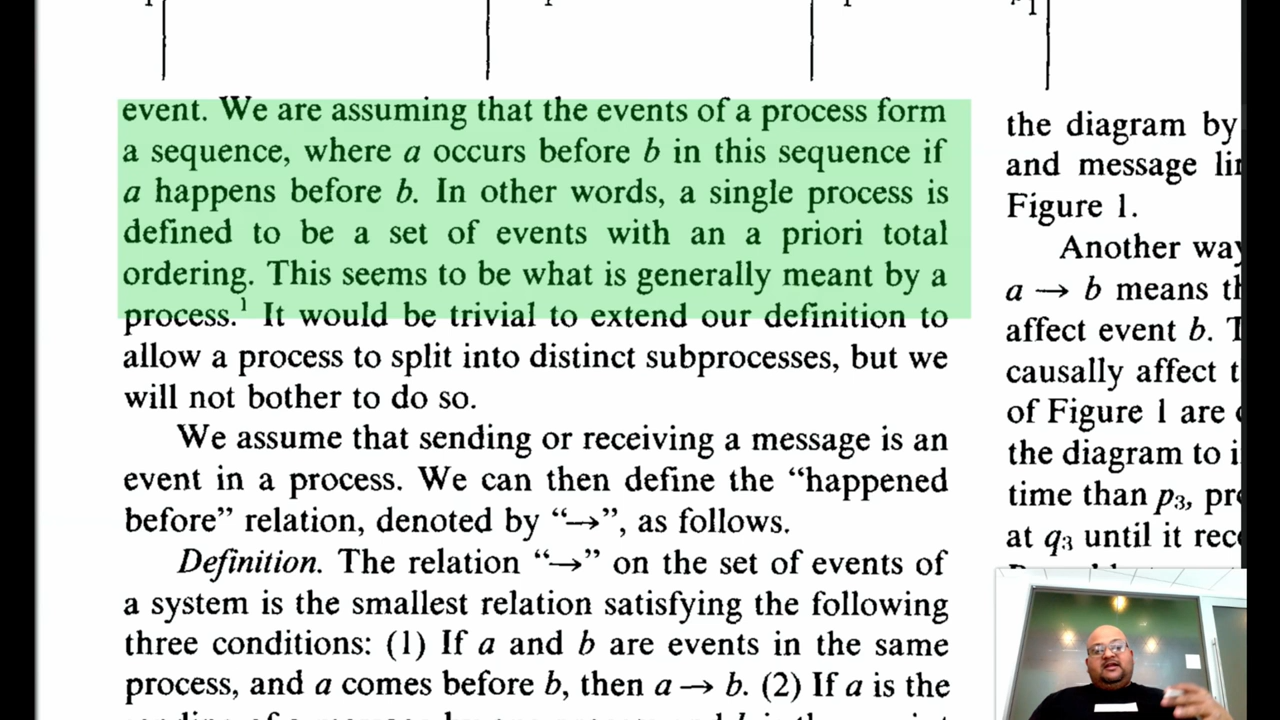 event. We are assuming that the events of a process form
a sequence, where a occurs before b in this sequence if
a happens before b. In other words, a single process is
defined to be a set of events with an a priori total
ordering. This seems to be what is generally meant by a
process.¹ It would be trivial to extend our definition to
allow a process to split into distinct subprocesses, but we
will not bother to do so.
We assume that sending or receiving a message is an
event in a process. We can then define the “happened
before” relation, denoted by “→”, as follows.
Definition. The relation “→” on the set of events of
a system is the smallest relation satisfying the following
three conditions: (1) If a and b are events in the same
process, and a comes before b, then a → b. (2) If a is the
the diagram by
and message
Figure 1.
Another
a → b means
affect event b.
causally affect
of Figure 1 are
the diagram to
time than p₃,
at q₃ until it